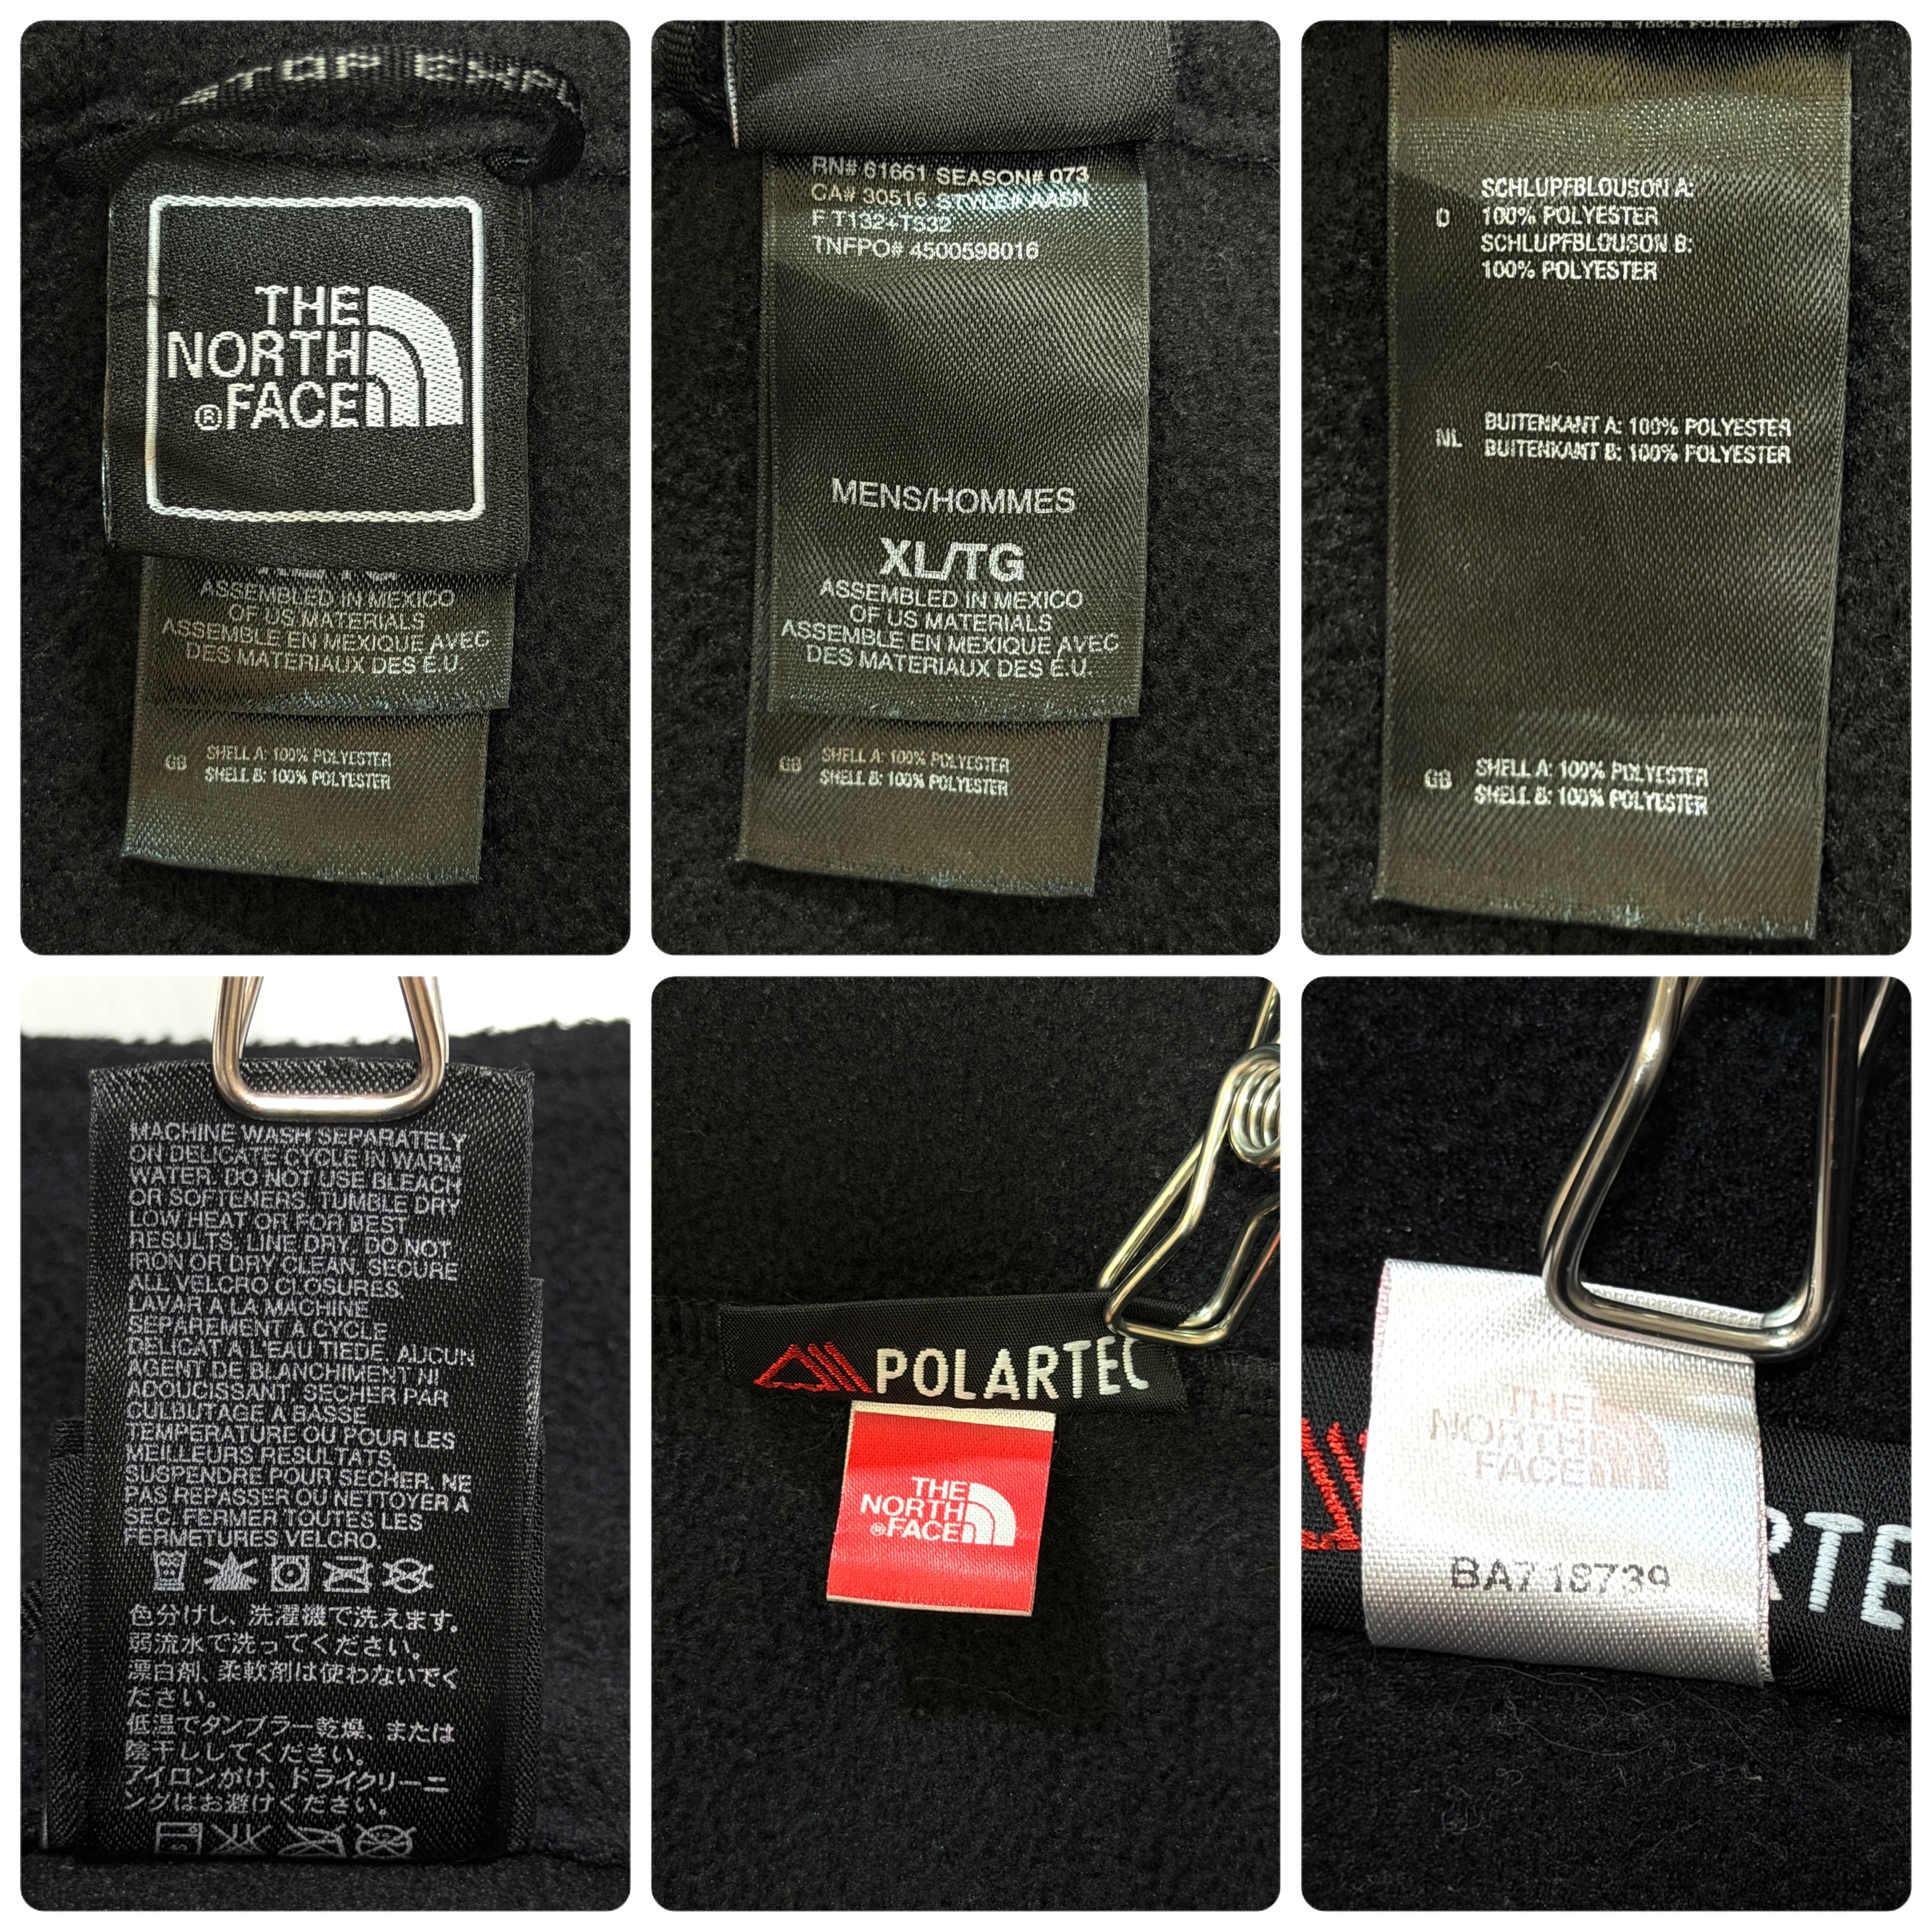 TOP EXPL
THE
NORTH
®FACE
ASSEMBLED IN MEXICO
OF US MATERIALS
ASSEMBLE EN MEXIQUE AVEC
DES MATERIAUX DES É.U.
GB
SHELL A: 100% POLYESTER
SHELL B: 100% POLYESTER
RN# 61661 SEASON# 073
CA# 30516 STYLE# AA5N
F T132+T532
TNFPO# 4500598016
MENS/HOMMES
XL/TG
ASSEMBLED IN MEXICO
OF US MATERIALS
ASSEMBLE EN MEXIQUE AVEC
DES MATERIAUX DES É.U.
GB
SHELL A: 100% POLYESTER
SHELL B: 100% POLYESTER
D
SCHLUPFBLOUSON A:
100% POLYESTER
SCHLUPFBLOUSON B:
100% POLYESTER
NL
BUITENKANT A: 100% POLYESTER
BUITENKANT B: 100% POLYESTER
GB
SHELL A: 100% POLYESTER
SHELL B: 100% POLYESTER
MACHINE WASH SEPARATELY
ON DELICATE CYCLE IN WARM
WATER. DO NOT USE BLEACH
OR SOFTENERS. TUMBLE DRY
LOW HEAT OR FOR BEST
RESULTS, LINE DRY. DO NOT
IRON OR DRY CLEAN. SECURE
ALL VELCRO CLOSURES.
LAVAR A LA MACHINE
SEPAREMENT A CYCLE
DELICAT A L'EAU TIEDE. AUCUN
AGENT DE BLANCHIMENT NI
ADOUCISSANT. SECHER PAR
CULBUTAGE A BASSE
TEMPERATURE OU POUR LES
MEILLEURS RESULTATS,
SUSPENDRE POUR SECHER. NE
PAS REPASSER OU NETTOYER A
SEC. FERMER TOUTES LES
FERMETURES VELCRO.
色分けし、洗濯機で洗えます。
弱流水で洗ってください。
漂白剤、柔軟剤は使わないでく
ださい。
低温でタンブラー乾燥、または
陰干ししてください。
アイロンがけ、ドライクリーニ
ングはお避けください。
POLARTEC
THE
NORTH
®FACE
THE
NORTH
FACE
BA718739
RTE